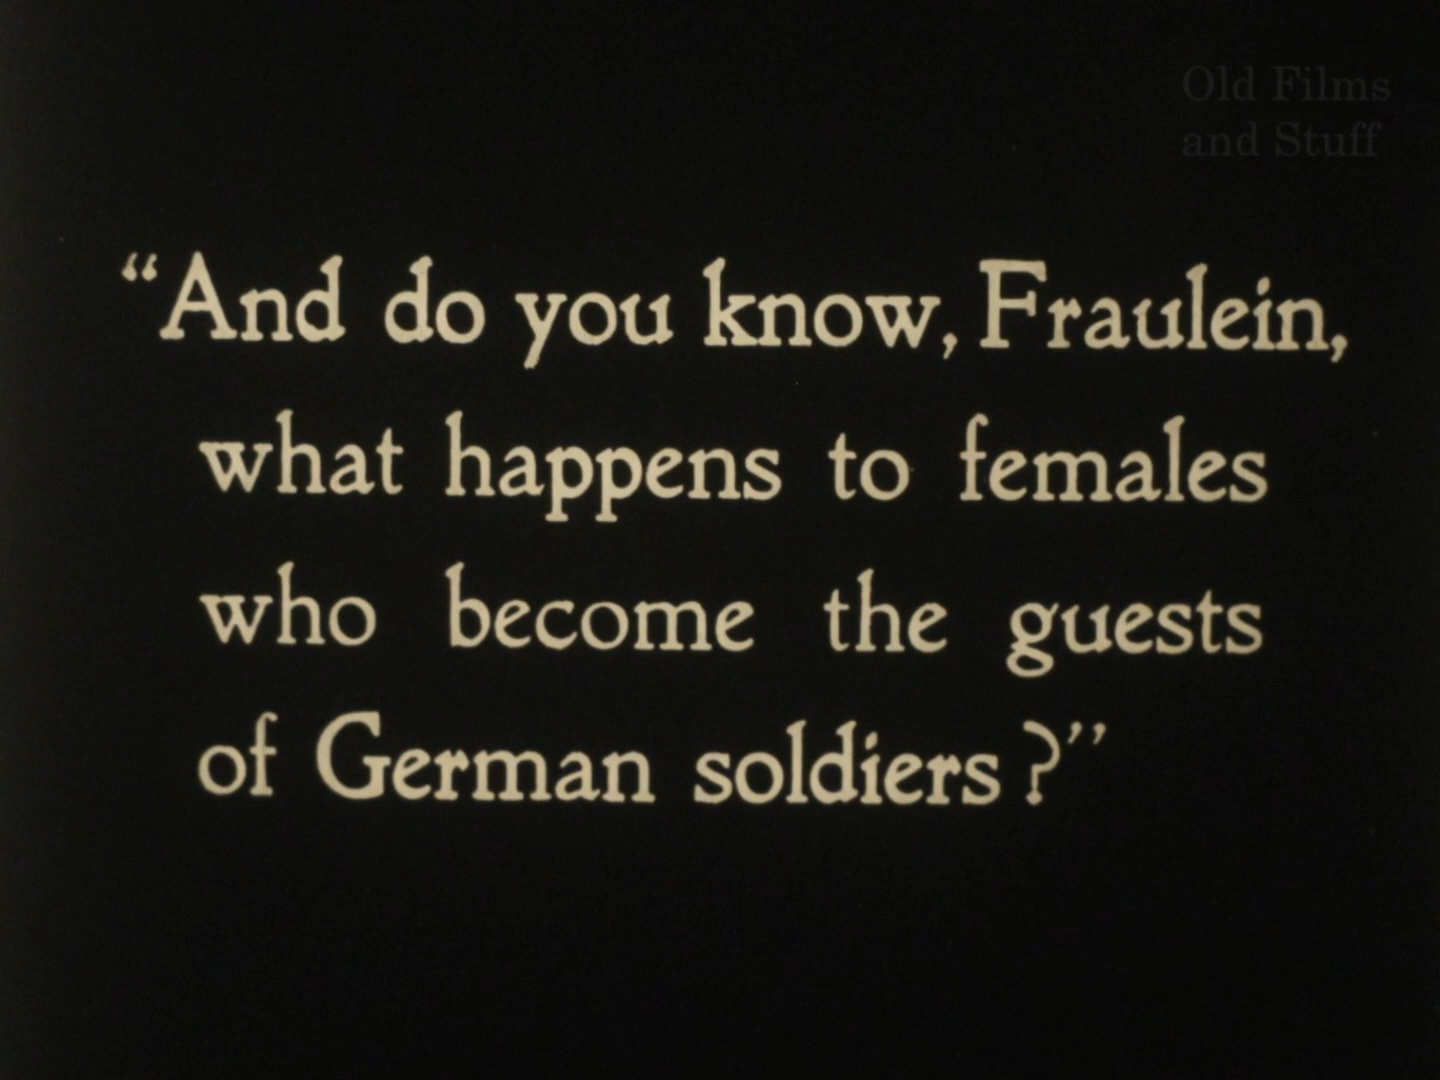 Old Films
and Stuff
“And do you know, Fraulein,
what happens to females
who become the guests
of German soldiers?”